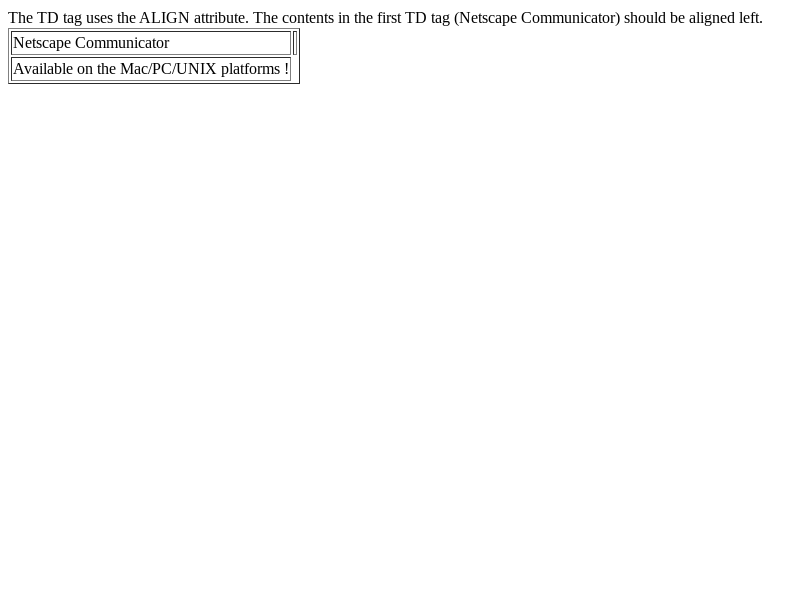 The TD tag uses the ALIGN attribute. The contents in the first TD tag (Netscape Communicator) should be aligned left.
Netscape Communicator
Available on the Mac/PC/UNIX platforms !